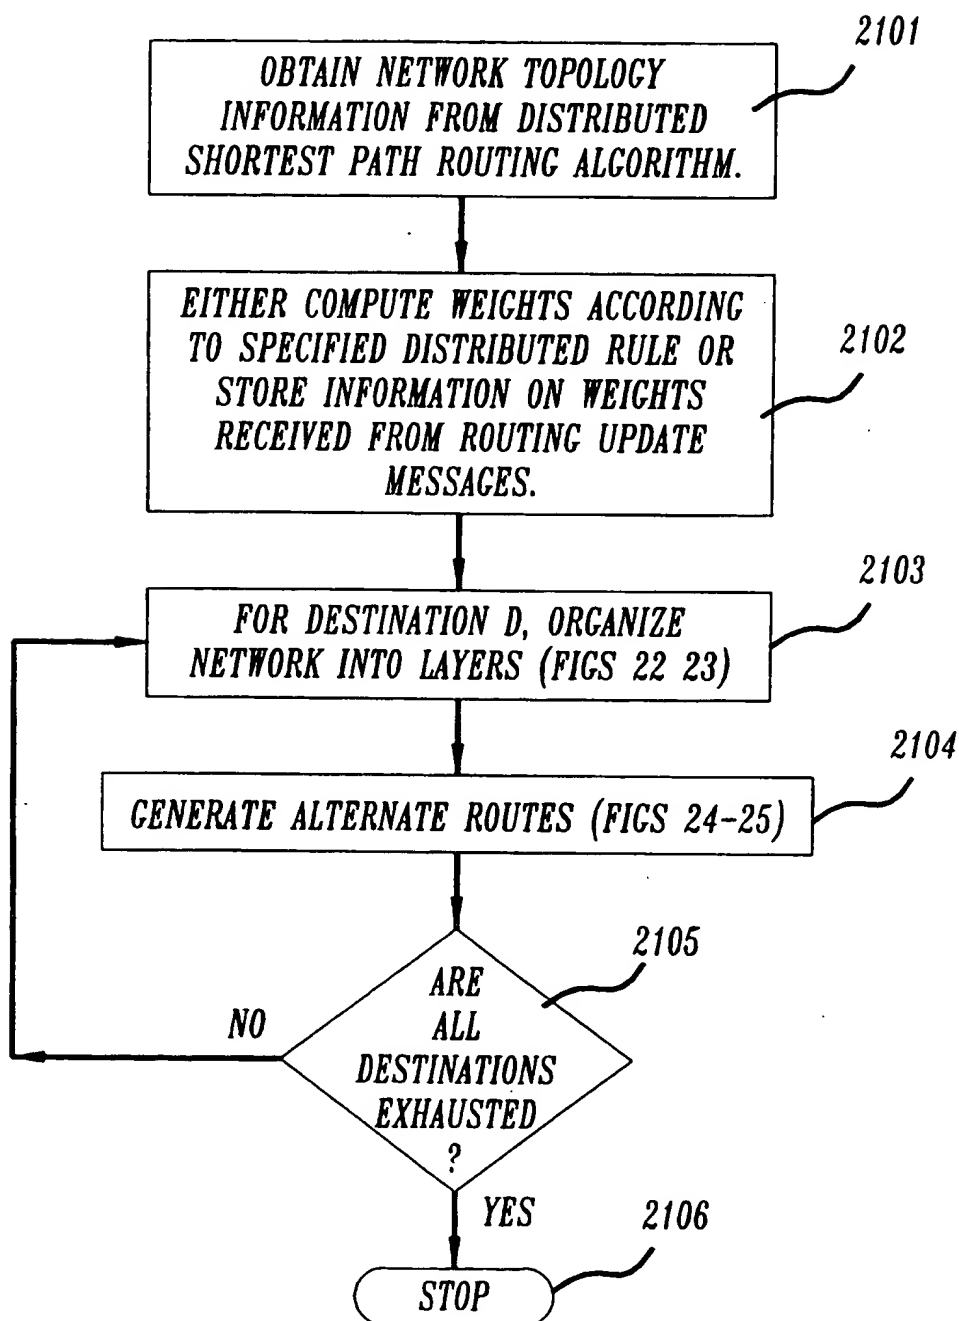 2101
OBTAIN NETWORK TOPOLOGY
INFORMATION FROM DISTRIBUTED
SHORTEST PATH ROUTING ALGORITHM.
EITHER COMPUTE WEIGHTS ACCORDING
TO SPECIFIED DISTRIBUTED RULE OR
STORE INFORMATION ON WEIGHTS
RECEIVED FROM ROUTING UPDATE
MESSAGES.
2102
2103
FOR DESTINATION D, ORGANIZE
NETWORK INTO LAYERS (FIGS 22 23)
2104
GENERATE ALTERNATE ROUTES (FIGS 24-25)
2105
ARE
ALL
DESTINATIONS
EXHAUSTED
?
NO
YES
2106
STOP